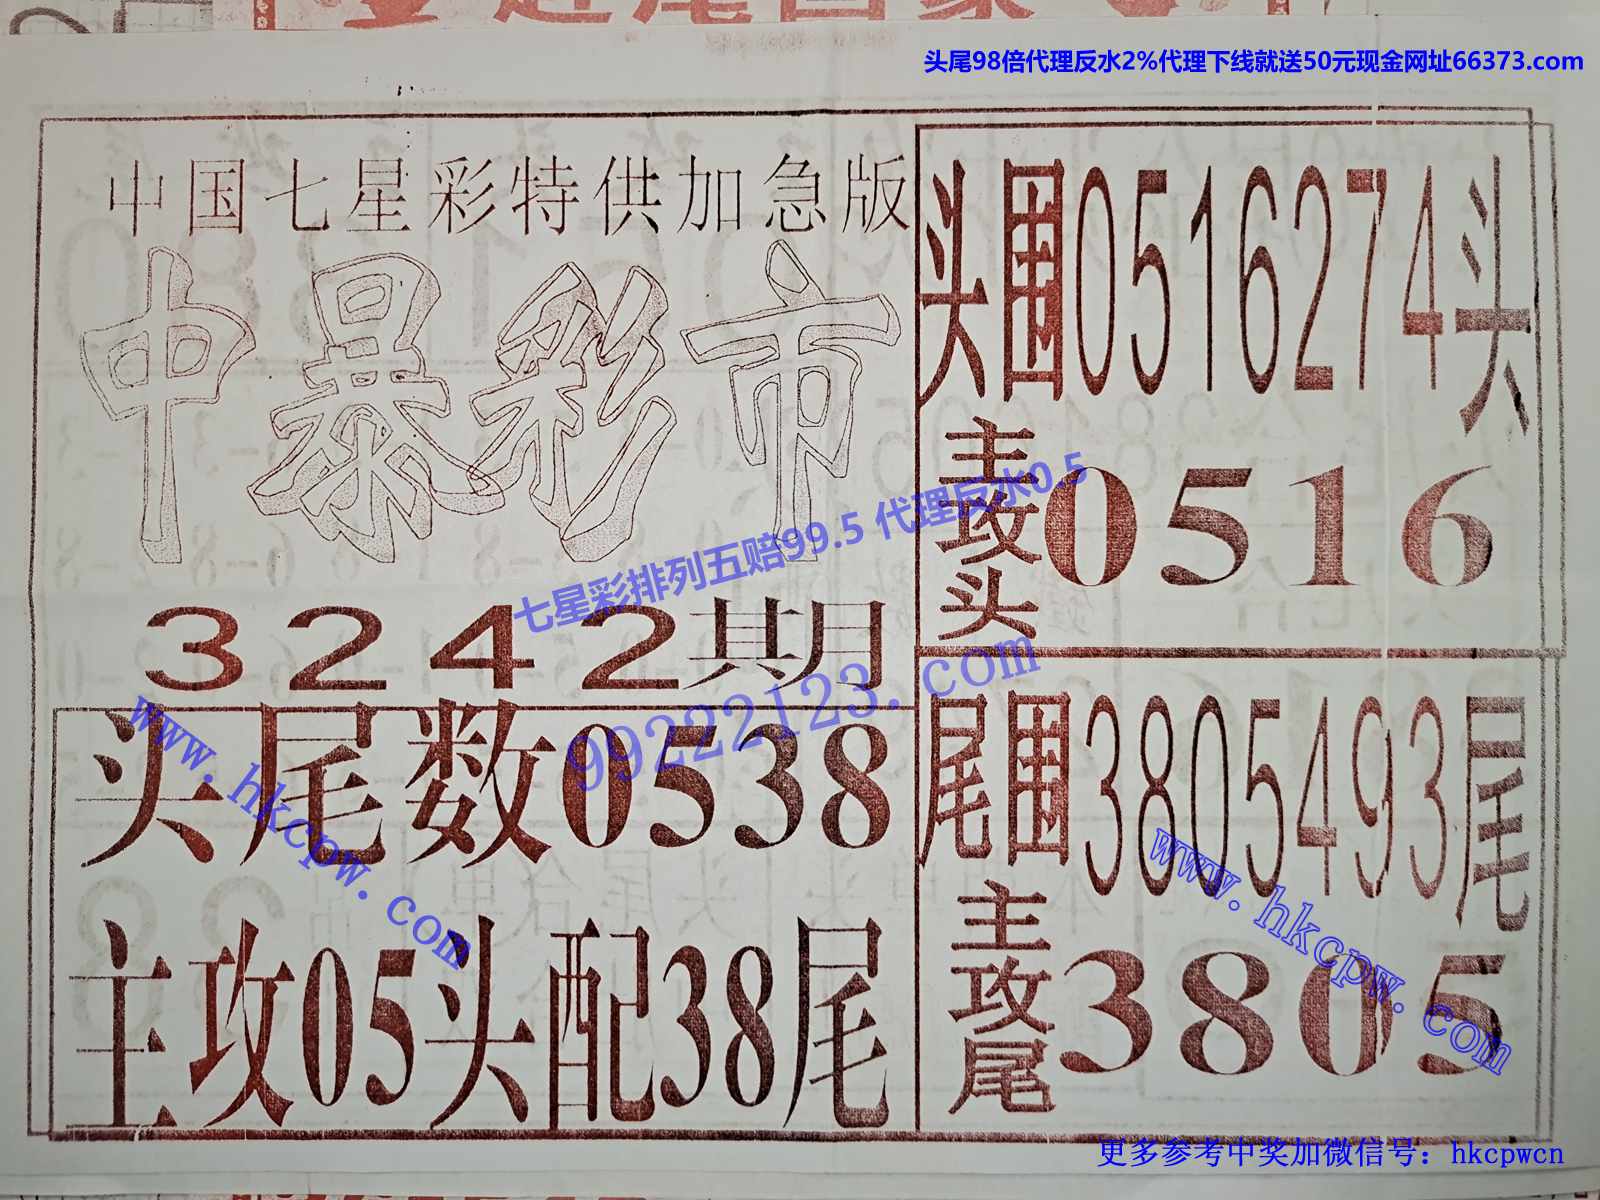 头尾98倍代理反水2%代理下线就送50元现金网址66373.com
中国七星彩特供加急版
中暴彩市
3242期
头尾数0538
主攻05头配38尾
头围0516274头
主攻头0516
尾围3805493尾
主攻尾3805
七星彩排列五赔99.5 代理反水0.5
99222123.com
www.hkcpw.com
www.hkcpw.com
更多参考中奖加微信号：hkcpwcn